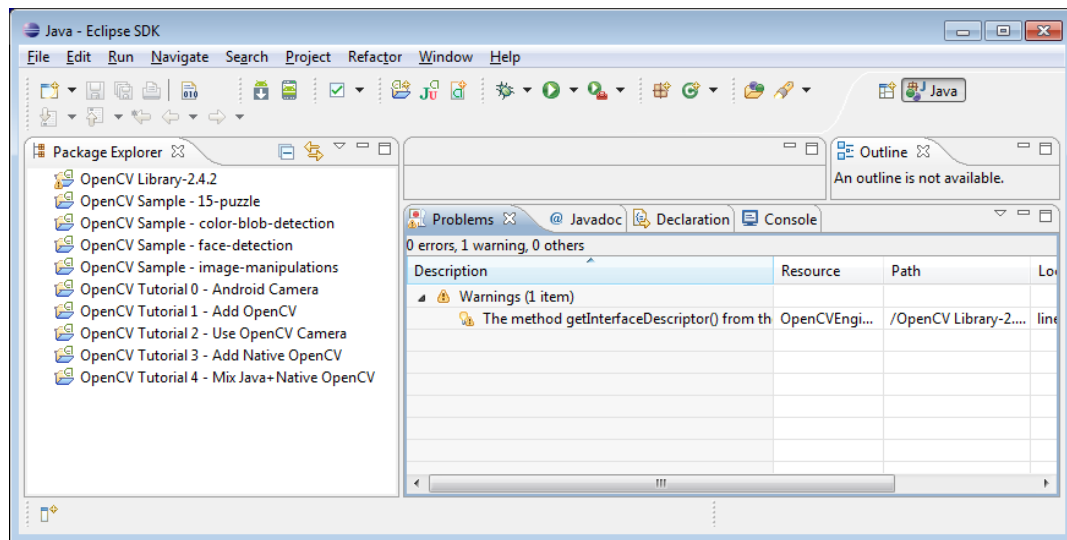 Java - Eclipse SDK
File Edit Run Navigate Search Project Refactor Window Help
Java
Package Explorer
OpenCV Library-2.4.2
OpenCV Sample - 15-puzzle
OpenCV Sample - color-blob-detection
OpenCV Sample - face-detection
OpenCV Sample - image-manipulations
OpenCV Tutorial 0 - Android Camera
OpenCV Tutorial 1 - Add OpenCV
OpenCV Tutorial 2 - Use OpenCV Camera
OpenCV Tutorial 3 - Add Native OpenCV
OpenCV Tutorial 4 - Mix Java+Native OpenCV
Outline
An outline is not available.
Problems @ Javadoc Declaration Console
0 errors, 1 warning, 0 others
Description Resource Path Lo
Warnings (1 item)
The method getInterfaceDescriptor() from th OpenCVEngi... /OpenCV Library-2.... line